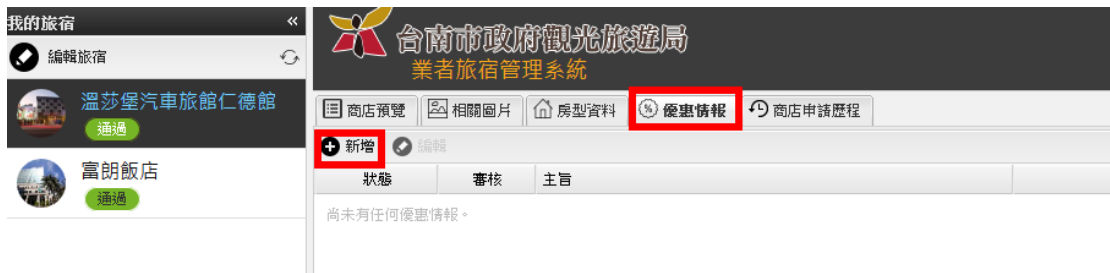 我的旅宿
編輯旅宿
溫莎堡汽車旅館仁德館
通過
富朗飯店
通過
台南市政府觀光旅遊局
業者旅宿管理系統
商店預覽 相關圖片 房型資料 優惠情報 商店申請歷程
新增 編輯
狀態 審核 主旨
尚未有任何優惠情報。